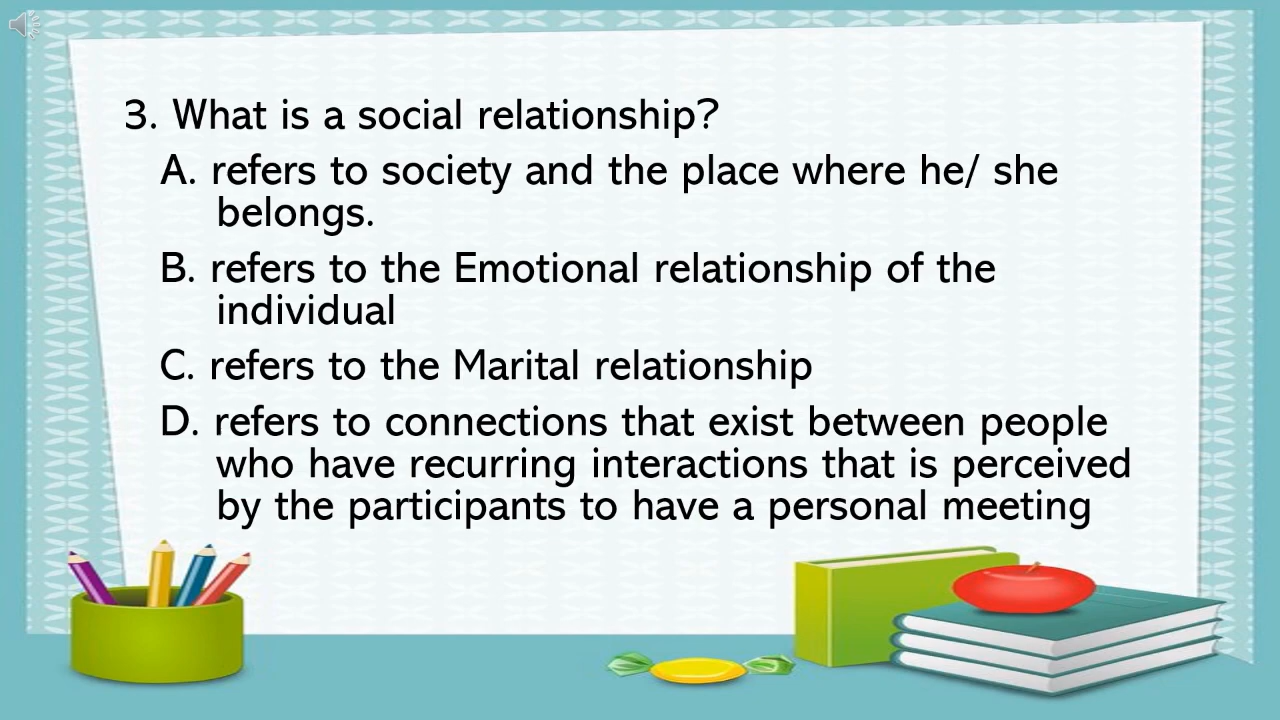 3. What is a social relationship?
A. refers to society and the place where he/ she
belongs.
B. refers to the Emotional relationship of the
individual
C. refers to the Marital relationship
D. refers to connections that exist between people
who have recurring interactions that is perceived
by the participants to have a personal meeting